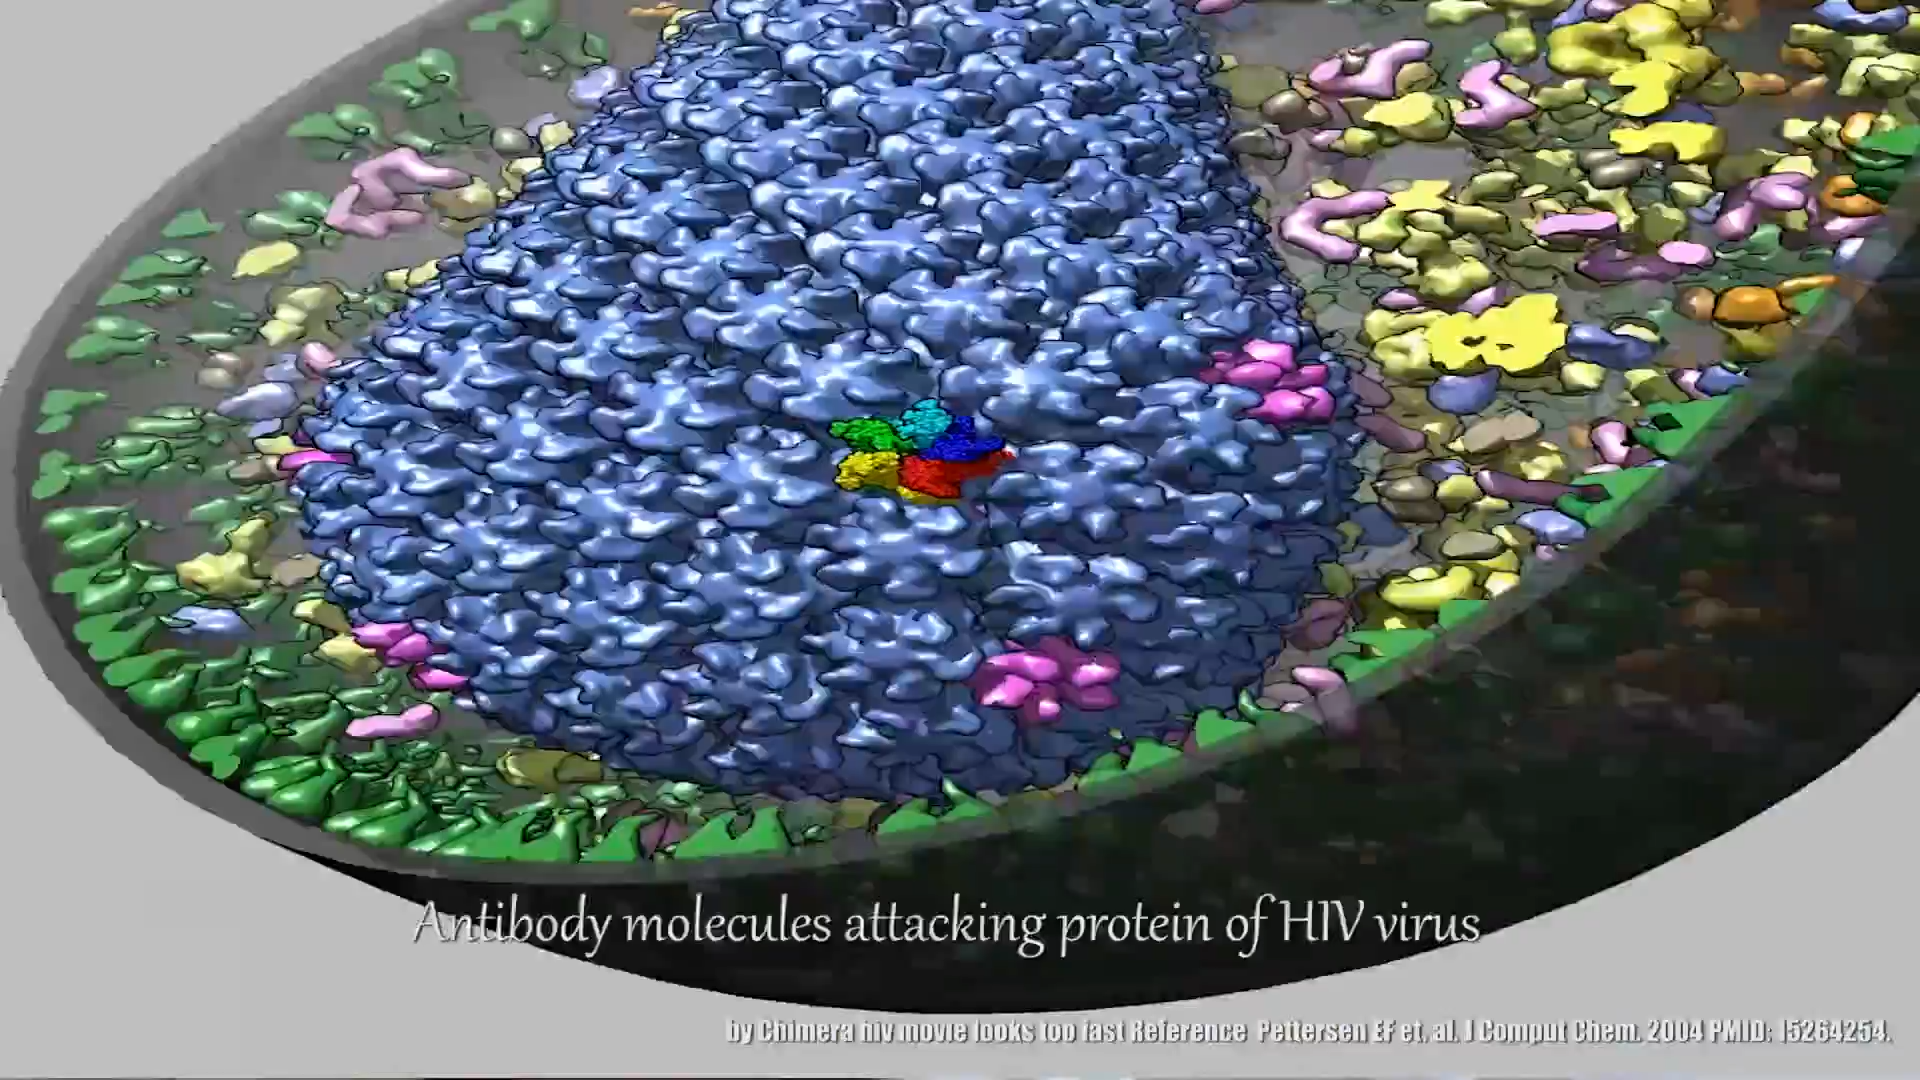 Antibody molecules attacking protein of HIV virus
by Chimera hiv movie looks too fast Reference Pettersen EF et. al. J Comput Chem. 2004 PMID: 15264254.